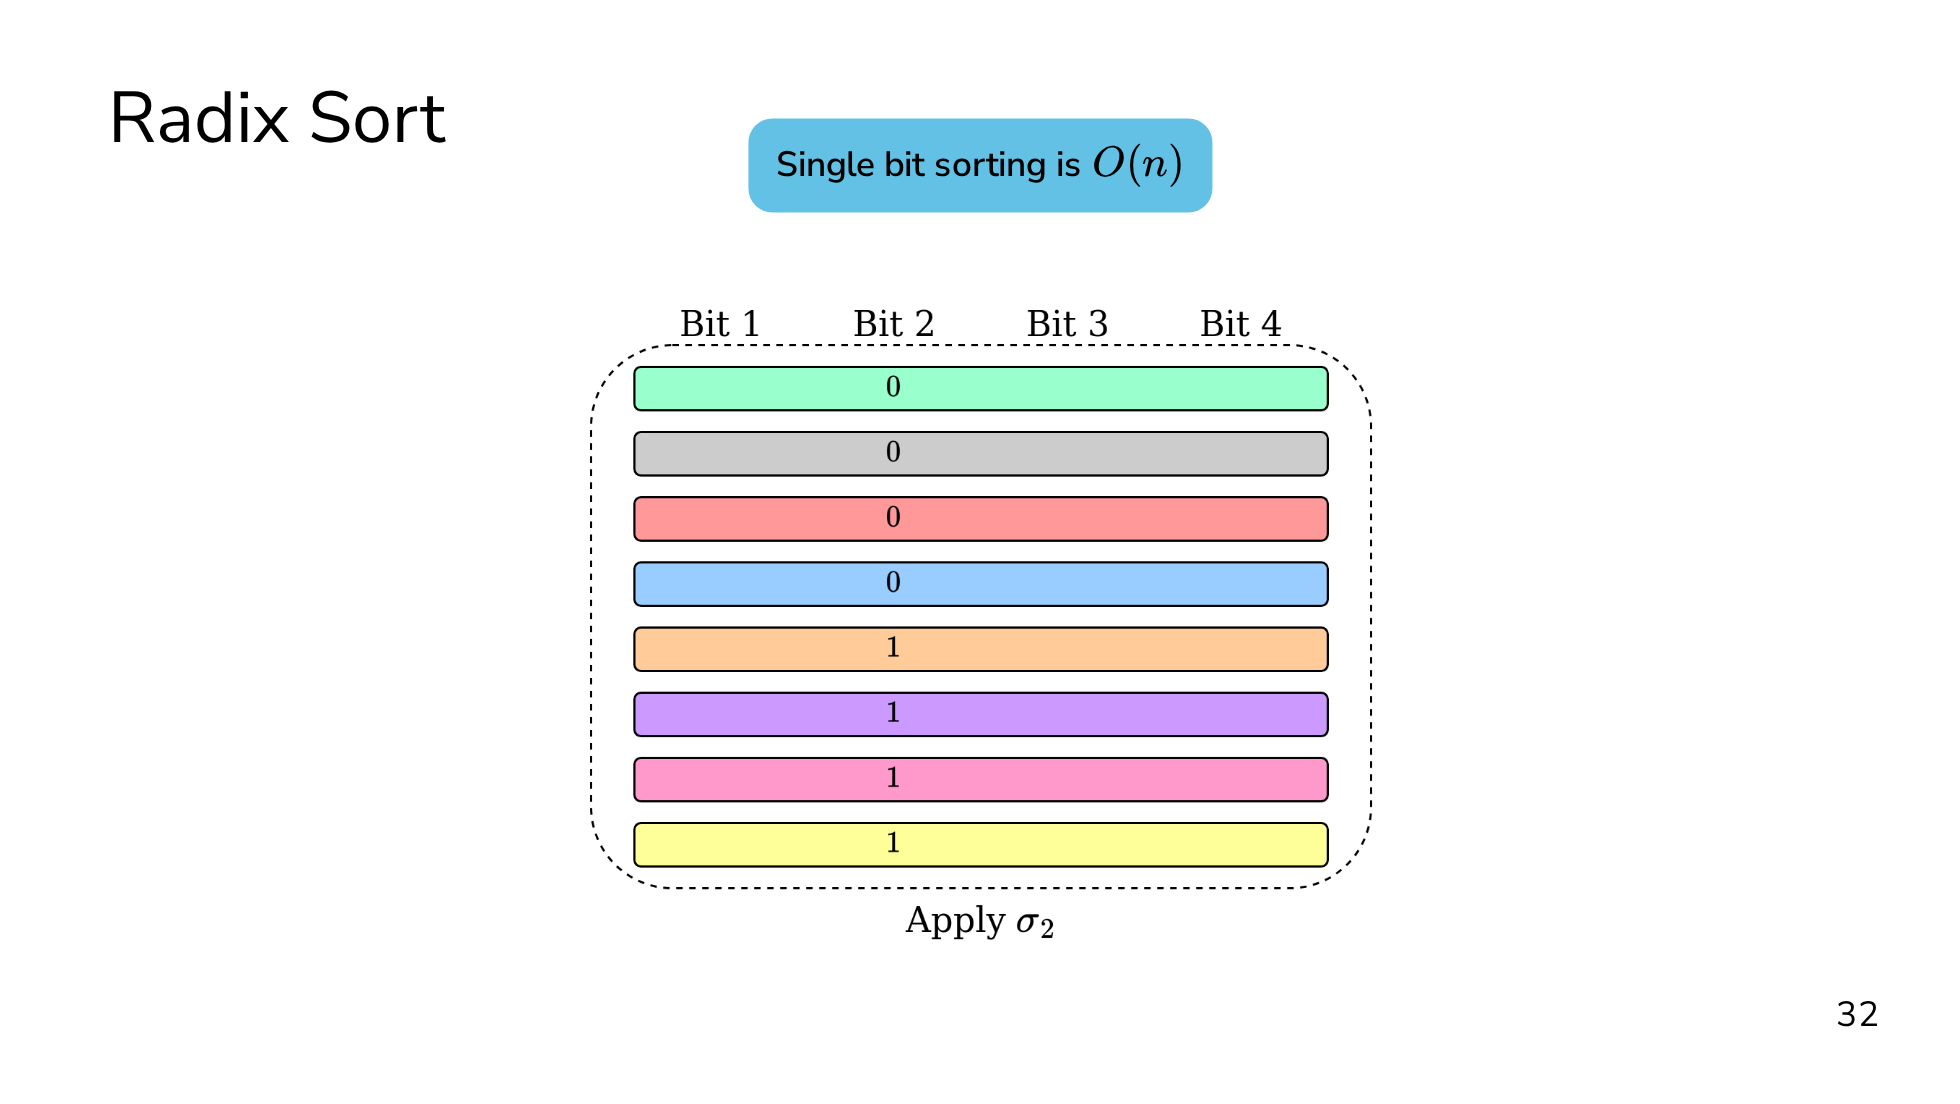 Radix Sort
Single bit sorting is O(n)
Bit 1 Bit 2 Bit 3 Bit 4
0
0
0
0
1
1
1
1
Apply σ₂
32